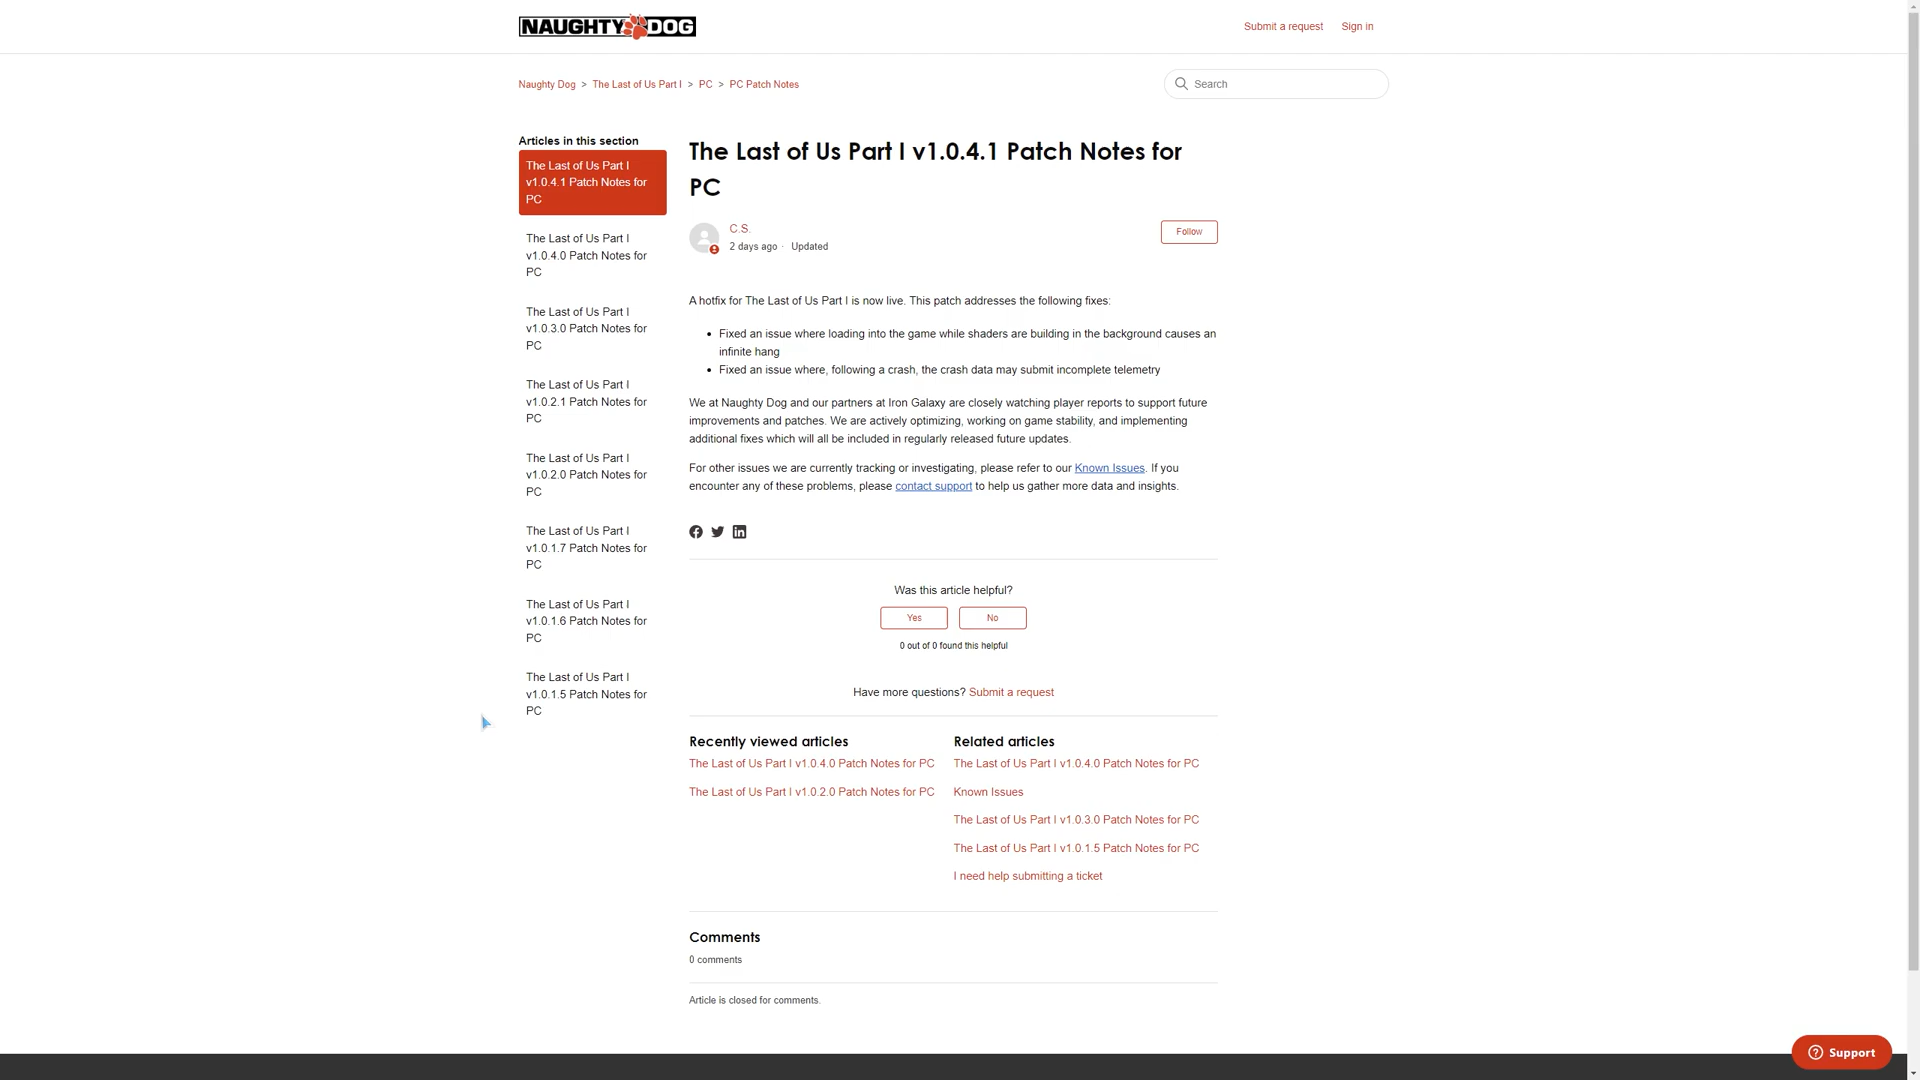 NAUGHTY DOG
Submit a request
Sign in
Naughty Dog > The Last of Us Part I > PC > PC Patch Notes
Search
Articles in this section
The Last of Us Part I
v1.0.4.1 Patch Notes for
PC
The Last of Us Part I
v1.0.4.0 Patch Notes for
PC
The Last of Us Part I
v1.0.3.0 Patch Notes for
PC
The Last of Us Part I
v1.0.2.1 Patch Notes for
PC
The Last of Us Part I
v1.0.2.0 Patch Notes for
PC
The Last of Us Part I
v1.0.1.7 Patch Notes for
PC
The Last of Us Part I
v1.0.1.6 Patch Notes for
PC
The Last of Us Part I
v1.0.1.5 Patch Notes for
PC
The Last of Us Part I v1.0.4.1 Patch Notes for
PC
C.S.
2 days ago · Updated
Follow
A hotfix for The Last of Us Part I is now live. This patch addresses the following fixes:
• Fixed an issue where loading into the game while shaders are building in the background causes an
infinite hang
• Fixed an issue where, following a crash, the crash data may submit incomplete telemetry
We at Naughty Dog and our partners at Iron Galaxy are closely watching player reports to support future
improvements and patches. We are actively optimizing, working on game stability, and implementing
additional fixes which will all be included in regularly released future updates.
For other issues we are currently tracking or investigating, please refer to our Known Issues. If you
encounter any of these problems, please contact support to help us gather more data and insights.
Was this article helpful?
Yes
No
0 out of 0 found this helpful
Have more questions? Submit a request
Recently viewed articles
The Last of Us Part I v1.0.4.0 Patch Notes for PC
The Last of Us Part I v1.0.2.0 Patch Notes for PC
Related articles
The Last of Us Part I v1.0.4.0 Patch Notes for PC
Known Issues
The Last of Us Part I v1.0.3.0 Patch Notes for PC
The Last of Us Part I v1.0.1.5 Patch Notes for PC
I need help submitting a ticket
Comments
0 comments
Article is closed for comments.
Support